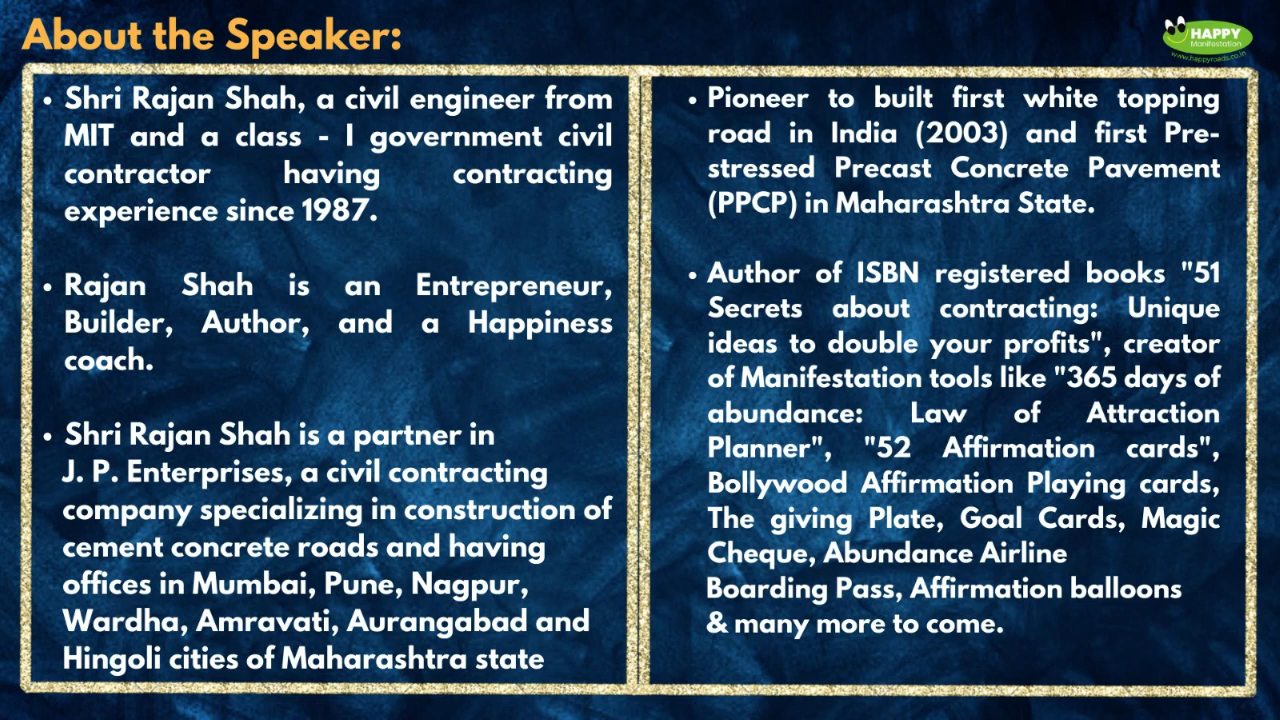 About the Speaker:
HAPPY
Manifestation
www.happyroads.co.in
• Shri Rajan Shah, a civil engineer from
MIT and a class - I government civil
contractor having contracting
experience since 1987.
• Rajan Shah is an Entrepreneur,
Builder, Author, and a Happiness
coach.
• Shri Rajan Shah is a partner in
J. P. Enterprises, a civil contracting
company specializing in construction of
cement concrete roads and having
offices in Mumbai, Pune, Nagpur,
Wardha, Amravati, Aurangabad and
Hingoli cities of Maharashtra state
• Pioneer to built first white topping
road in India (2003) and first Pre-
stressed Precast Concrete Pavement
(PPCP) in Maharashtra State.
• Author of ISBN registered books "51
Secrets about contracting: Unique
ideas to double your profits", creator
of Manifestation tools like "365 days of
abundance: Law of Attraction
Planner", "52 Affirmation cards",
Bollywood Affirmation Playing cards,
The giving Plate, Goal Cards, Magic
Cheque, Abundance Airline
Boarding Pass, Affirmation balloons
& many more to come.